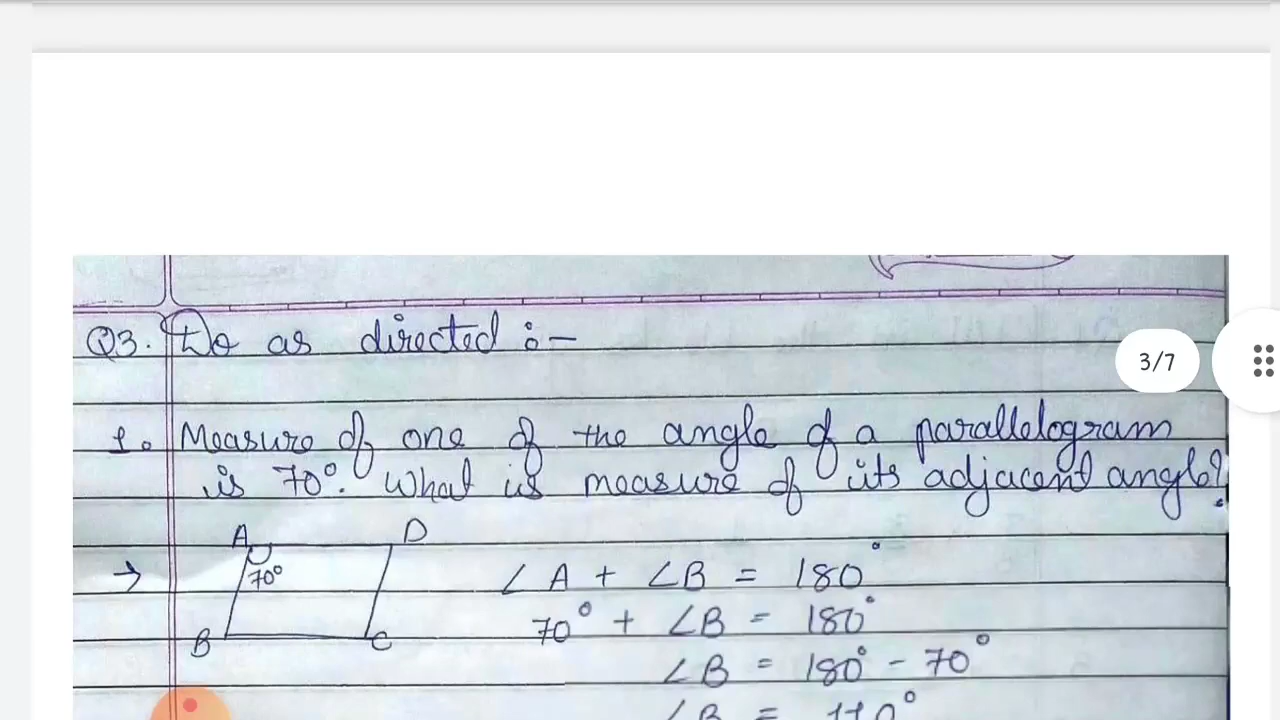 3/7
Q3. Do as directed :-
1. Measure of one of the angle of a parallelogram
is 70°. What is measure of its adjacent angle?
A D
→ 70° ∠A + ∠B = 180°
70° + ∠B = 180°
B C
∠B = 180° - 70°
∠B = 110°